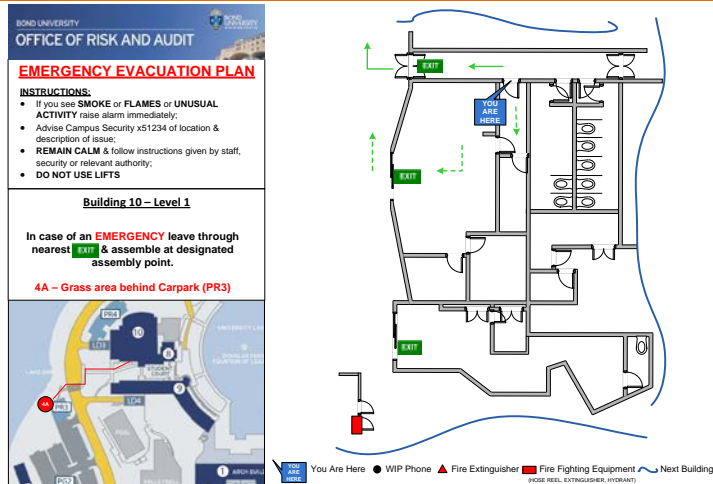 BOND UNIVERSITY
OFFICE OF RISK AND AUDIT
BOND
UNIVERSITY
EMERGENCY EVACUATION PLAN
INSTRUCTIONS:
• If you see SMOKE or FLAMES or UNUSUAL
ACTIVITY raise alarm immediately;
• Advise Campus Security x51234 of location &
description of issue;
• REMAIN CALM & follow instructions given by staff,
security or relevant authority;
• DO NOT USE LIFTS
Building 10 – Level 1
In case of an EMERGENCY leave through
nearest EXIT & assemble at designated
assembly point.
4A – Grass area behind Carpark (PR3)
PR4
10
LD3
8
STUDENT
COURT
9
4A
PR3
LD4
1
ARCH BUIL
PG2
EXIT
YOU
ARE
HERE
EXIT
EXIT
YOU
ARE
HERE
You Are Here
WIP Phone
Fire Extinguisher
Fire Fighting Equipment
(HOSE REEL, EXTINGUISHER, HYDRANT)
Next Building